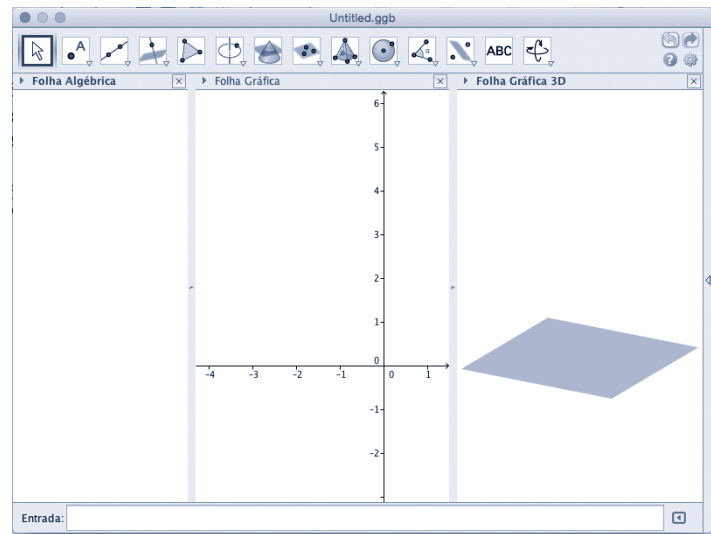 Untitled.ggb
A
α
ABC
?
Folha Algébrica
Folha Gráfica
Folha Gráfica 3D
6
5
4
3
2
1
0
-4 -3 -2 -1 0 1
-1
-2
Entrada: